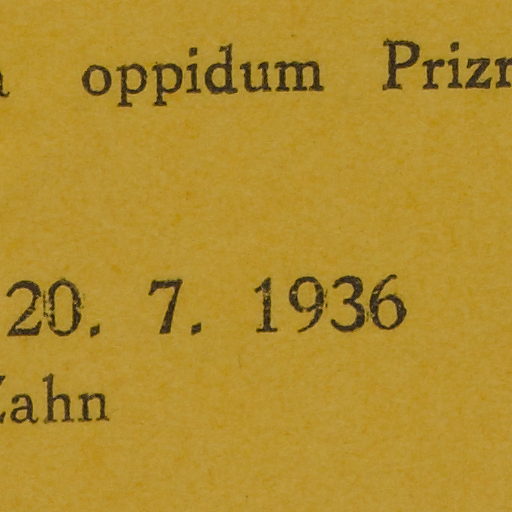 oppidum Prizr
20. 7. 1936
Zahn